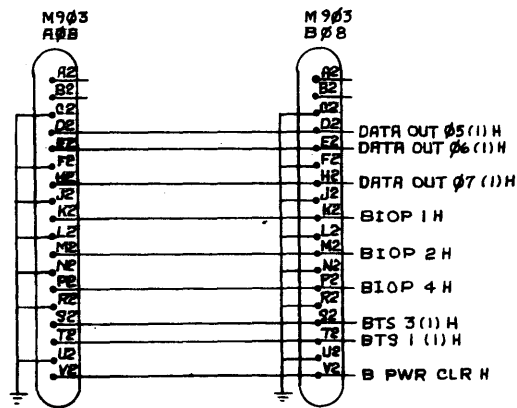 M903 M903
AØ8 BØ8
A2 A2
B2 B2
C2 C2
D2 D2 DATA OUT Ø5(1)H
E2 E2 DATA OUT Ø6(1)H
F2 F2
H2 H2 DATA OUT Ø7(1)H
J2 J2
K2 K2 BIOP 1 H
L2 L2
M2 M2 BIOP 2 H
N2 N2
P2 P2 BIOP 4 H
R2 R2
S2 S2 BTS 3(1) H
T2 T2 BTS 1 (1) H
U2 U2
V2 V2 B PWR CLR H